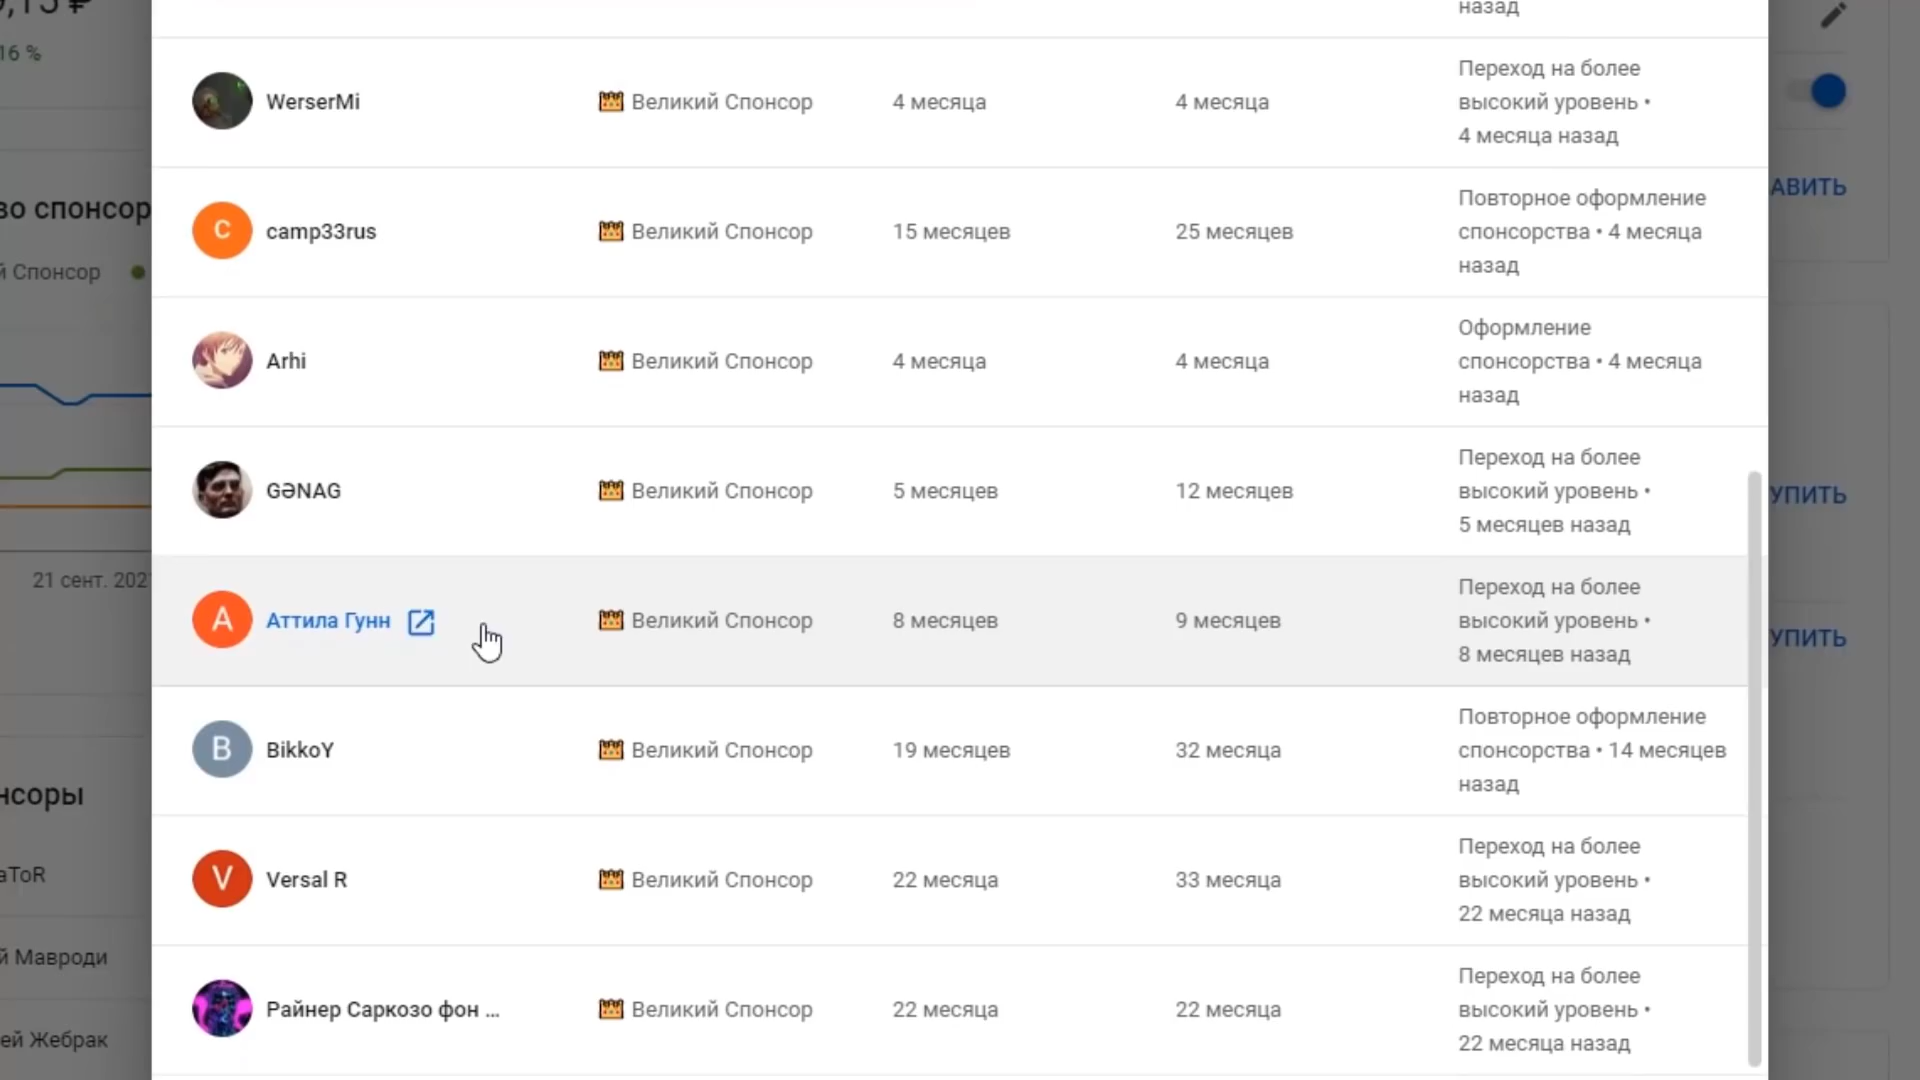 назад
16 %
WerserMi
Великий Спонсор
4 месяца
4 месяца
Переход на более
высокий уровень •
4 месяца назад
АВИТЬ
во спонсор
й Спонсор
C
camp33rus
Великий Спонсор
15 месяцев
25 месяцев
Повторное оформление
спонсорства • 4 месяца
назад
Arhi
Великий Спонсор
4 месяца
4 месяца
Оформление
спонсорства • 4 месяца
назад
GƏNAG
Великий Спонсор
5 месяцев
12 месяцев
Переход на более
высокий уровень •
5 месяцев назад
УПИТЬ
21 сент. 202
А
Аттила Гунн
Великий Спонсор
8 месяцев
9 месяцев
Переход на более
высокий уровень •
8 месяцев назад
УПИТЬ
B
BikkoY
Великий Спонсор
19 месяцев
32 месяца
Повторное оформление
спонсорства • 14 месяцев
назад
нсоры
аToR
V
Versal R
Великий Спонсор
22 месяца
33 месяца
Переход на более
высокий уровень •
22 месяца назад
й Мавроди
Райнер Саркозо фон ...
Великий Спонсор
22 месяца
22 месяца
Переход на более
высокий уровень •
22 месяца назад
ей Жебрак